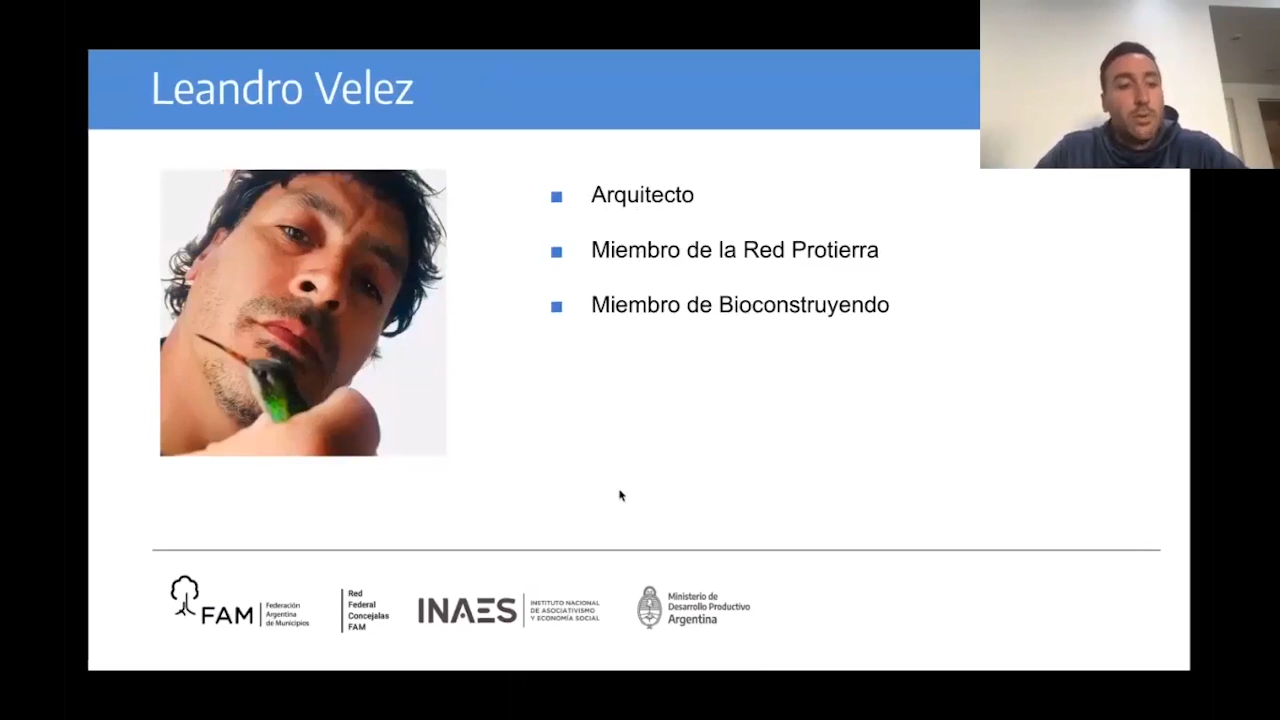 Leandro Velez
Arquitecto
Miembro de la Red Protierra
Miembro de Bioconstruyendo
FAM
Federación
Argentina
de Municipios
Red
Federal
Concejalas
FAM
INAES
INSTITUTO NACIONAL
DE ASOCIATIVISMO
Y ECONOMÍA SOCIAL
Ministerio de
Desarrollo Productivo
Argentina